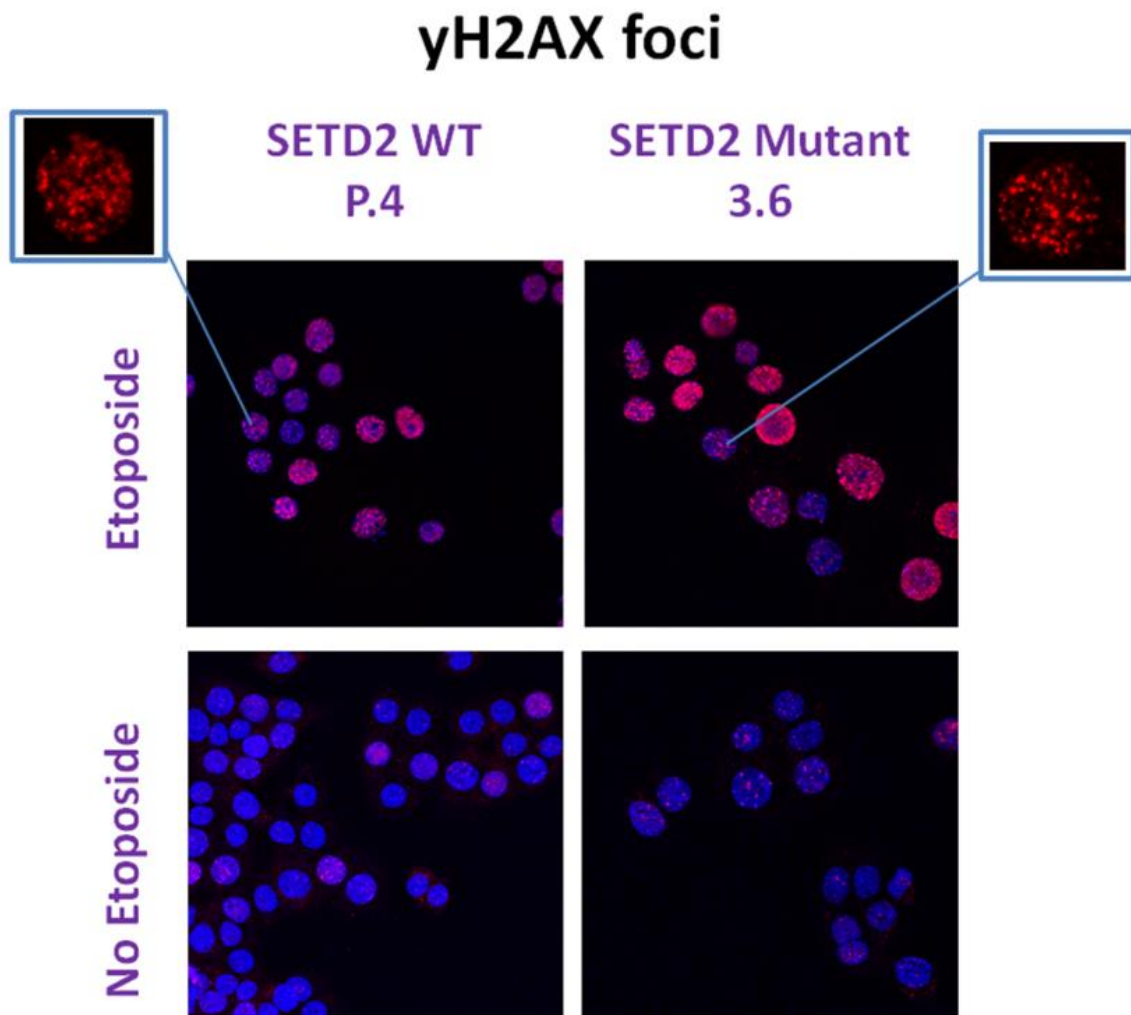 yH2AX foci
SETD2 WT
P.4
SETD2 Mutant
3.6
Etoposide
No Etoposide